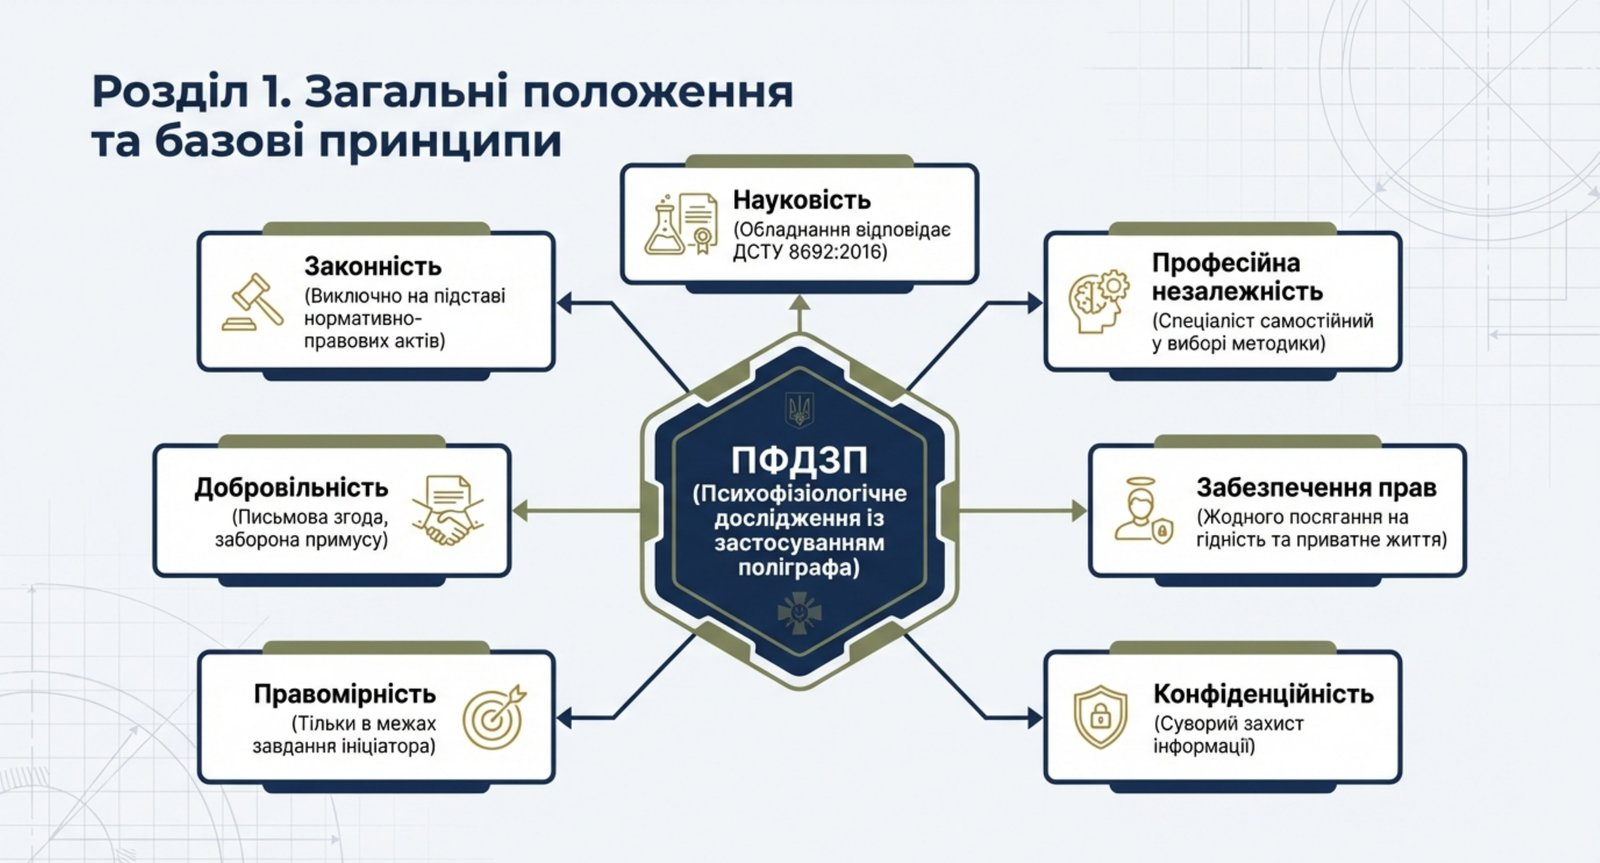 Розділ 1. Загальні положення
та базові принципи
Науковість
(Обладнання відповідає
ДСТУ 8692:2016)
Законність
(Виключно на підставі
нормативно-
правових актів)
Професійна
незалежність
(Спеціаліст самостійний
у виборі методики)
ПФДЗП
(Психофізіологічне
дослідження із
застосуванням
поліграфа)
Добровільність
(Письмова згода,
заборона примусу)
Забезпечення прав
(Жодного посягання на
гідність та приватне життя)
Правомірність
(Тільки в межах
завдання ініціатора)
Конфіденційність
(Суворий захист
інформації)